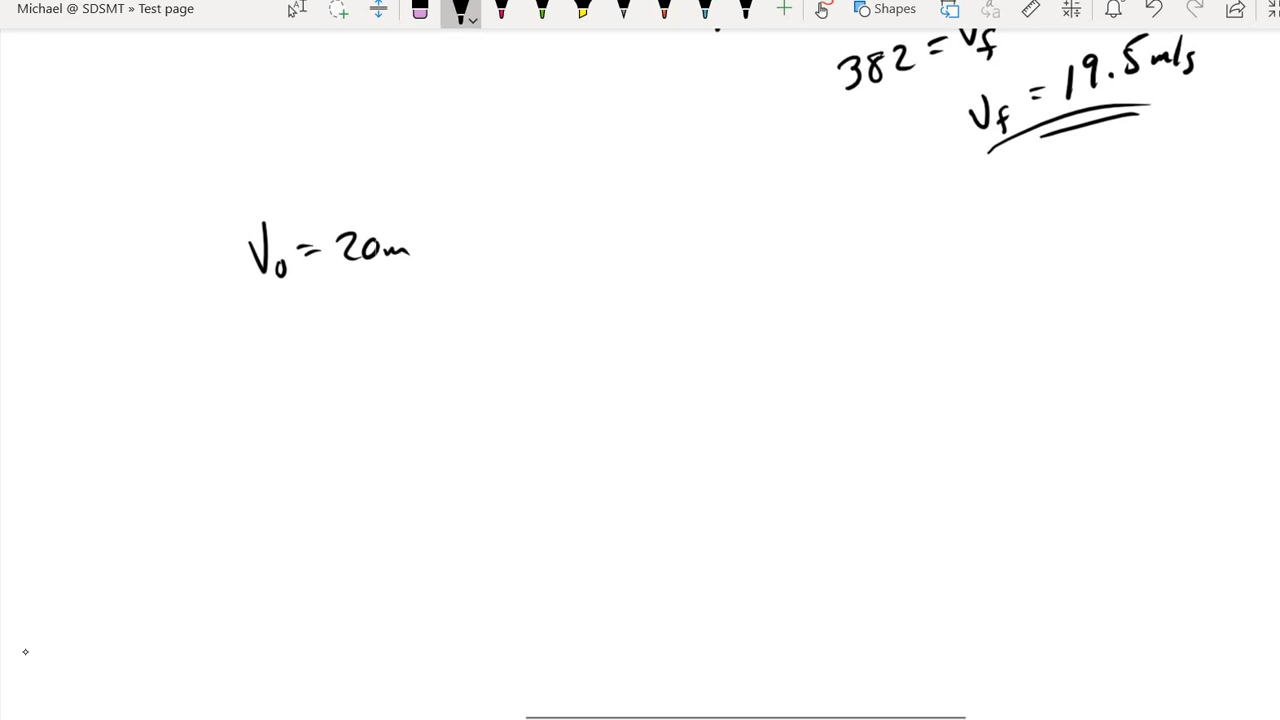 Michael @ SDSMT » Test page
Shapes
382 = Vf
Vf = 19.5 m/s
V0 = 20m